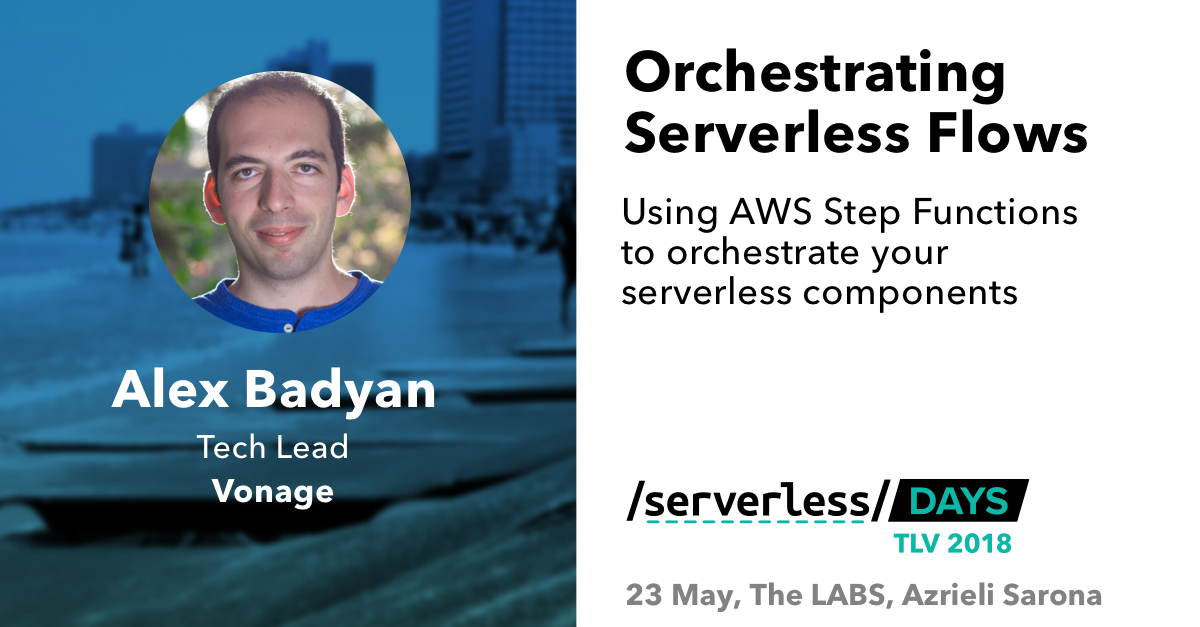 Alex Badyan
Tech Lead
Vonage
Orchestrating
Serverless Flows
Using AWS Step Functions
to orchestrate your
serverless components
/serverless/DAYS
TLV 2018
23 May, The LABS, Azrieli Sarona